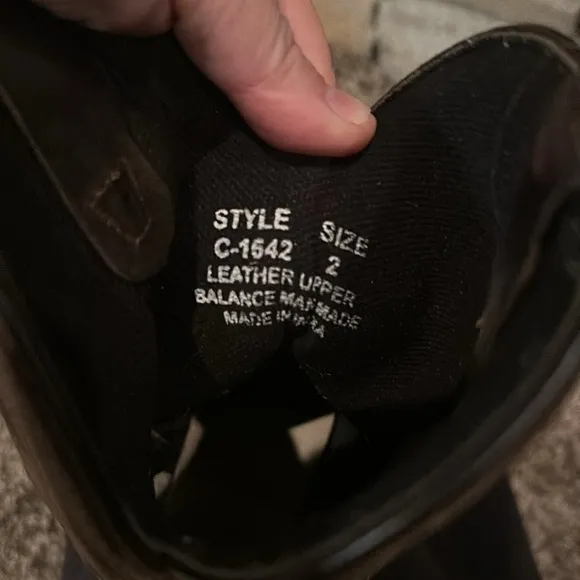 STYLE SIZE
C-1642 2
LEATHER UPPER
BALANCE MAN MADE
MADE IN